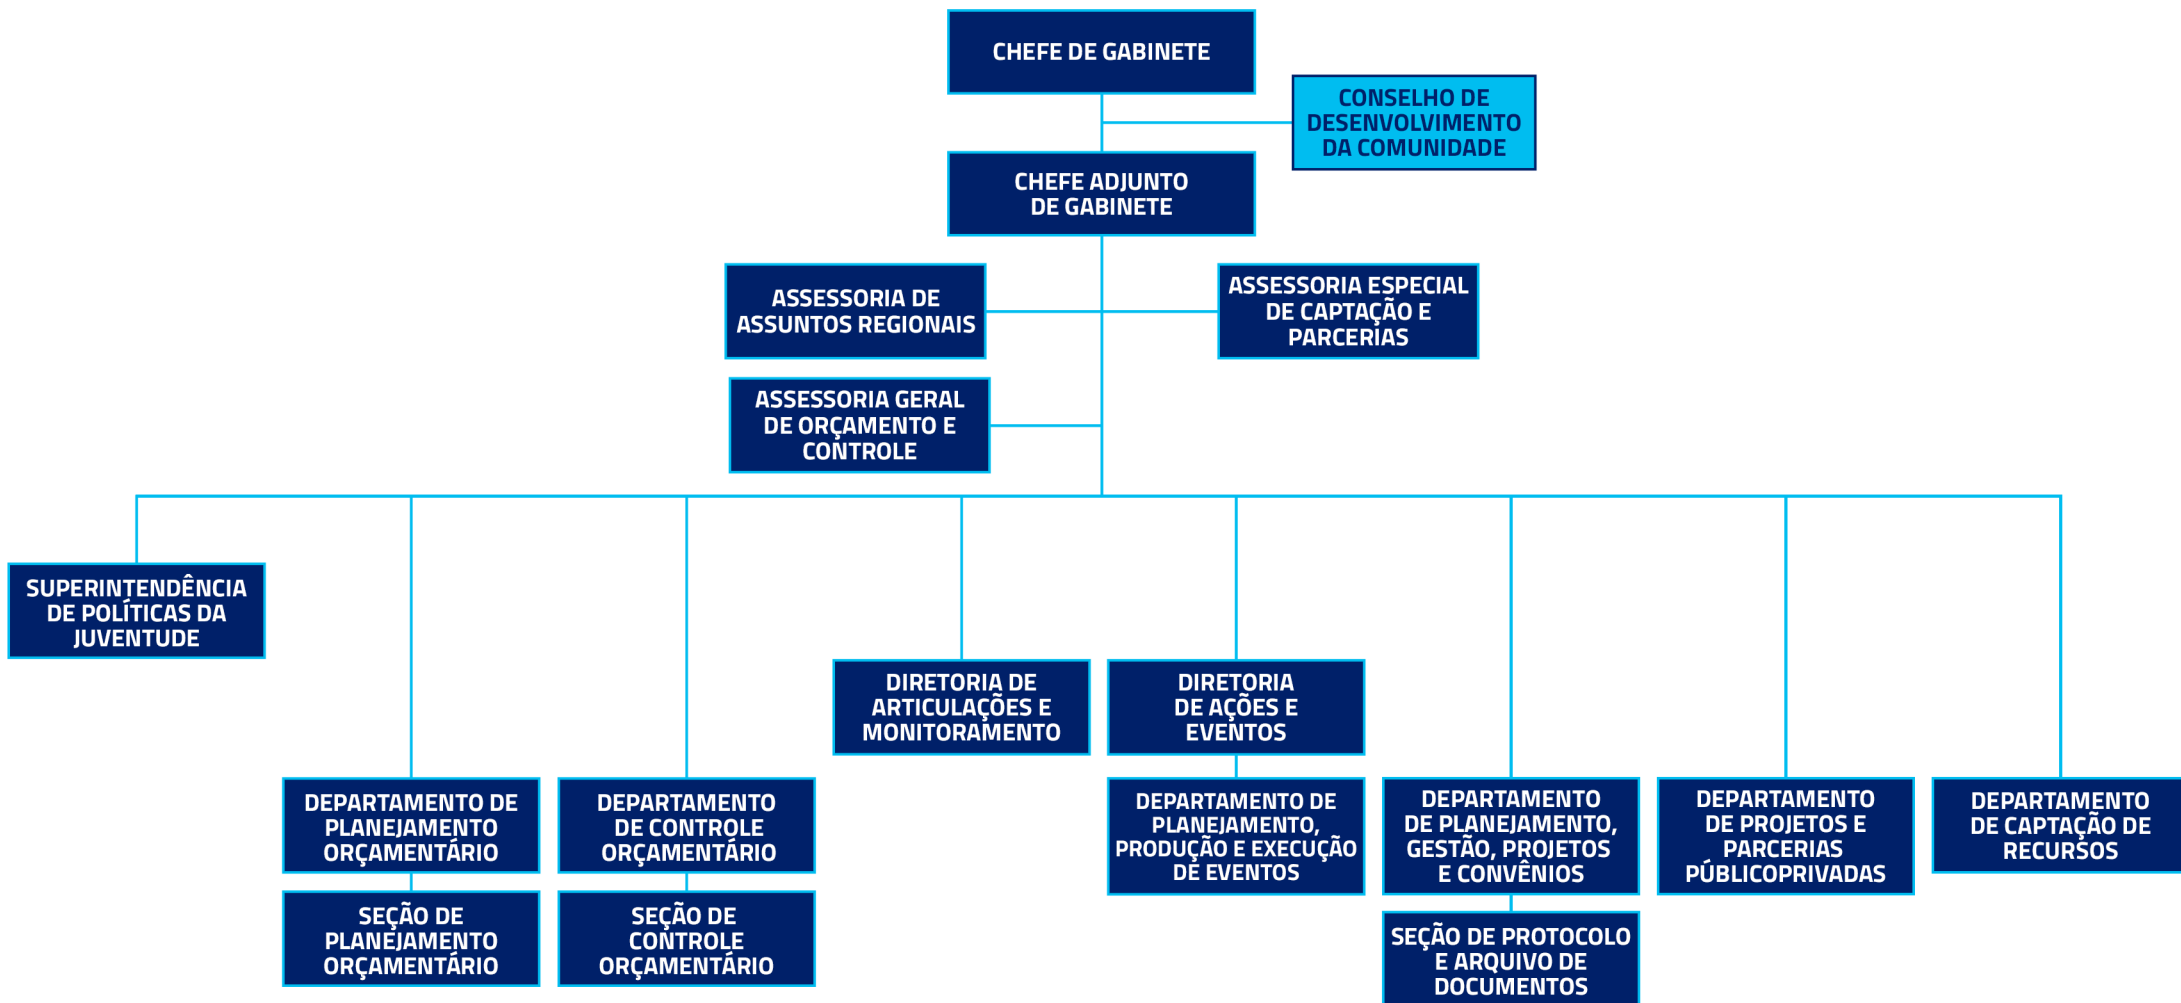 CHEFE DE GABINETE
CONSELHO DE
DESENVOLVIMENTO
DA COMUNIDADE
CHEFE ADJUNTO
DE GABINETE
ASSESSORIA DE
ASSUNTOS REGIONAIS
ASSESSORIA ESPECIAL
DE CAPTAÇÃO E
PARCERIAS
ASSESSORIA GERAL
DE ORÇAMENTO E
CONTROLE
SUPERINTENDÊNCIA
DE POLÍTICAS DA
JUVENTUDE
DIRETORIA DE
ARTICULAÇÕES E
MONITORAMENTO
DIRETORIA
DE AÇÕES E
EVENTOS
DEPARTAMENTO DE
PLANEJAMENTO
ORÇAMENTÁRIO
DEPARTAMENTO
DE CONTROLE
ORÇAMENTÁRIO
DEPARTAMENTO DE
PLANEJAMENTO,
PRODUÇÃO E EXECUÇÃO
DE EVENTOS
DEPARTAMENTO
DE PLANEJAMENTO,
GESTÃO, PROJETOS
E CONVÊNIOS
DEPARTAMENTO
DE PROJETOS E
PARCERIAS
PÚBLICOPRIVADAS
DEPARTAMENTO
DE CAPTAÇÃO DE
RECURSOS
SEÇÃO DE
PLANEJAMENTO
ORÇAMENTÁRIO
SEÇÃO DE
CONTROLE
ORÇAMENTÁRIO
SEÇÃO DE PROTOCOLO
E ARQUIVO DE
DOCUMENTOS